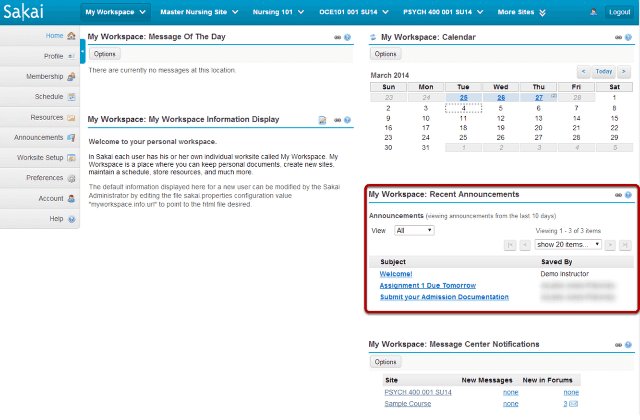 Sakai
My Workspace
Master Nursing Site
Nursing 101
OCE101 001 SU14
PSYCH 400 001 SU14
More Sites
Logout
Home
Profile
Membership
Schedule
Resources
Announcements
Worksite Setup
Preferences
Account
Help
My Workspace: Message Of The Day
Options
There are currently no messages at this location.
My Workspace: My Workspace Information Display
Welcome to your personal workspace.
In Sakai each user has his or her own individual worksite called My Workspace. My
Workspace is a place where you can keep personal documents, create new sites,
maintain a schedule, store resources, and much more.
The default information displayed here for a new user can be modified by the Sakai
Administrator by editing the file sakai.properties configuration value
"myworkspace.info.url" to point to the html file desired.
My Workspace: Calendar
Options
< Today >
March 2014
Sun Mon Tue Wed Thu Fri Sat
23 24 25 26 27 28 1
2 3 4 5 6 7 8
9 10 11 12 13 14 15
16 17 18 19 20 21 22
23 24 25 26 27 28 29
30 31 1 2 3 4 5
My Workspace: Recent Announcements
Announcements (viewing announcements from the last 10 days)
View All Viewing 1 - 3 of 3 items
|< < show 20 items... > >|
Subject Saved By
Welcome! Demo Instructor
Assignment 1 Due Tomorrow
Submit your Admission Documentation
My Workspace: Message Center Notifications
Options
Site New Messages New in Forums
PSYCH 400 001 SU14 none none
Sample Course none 3